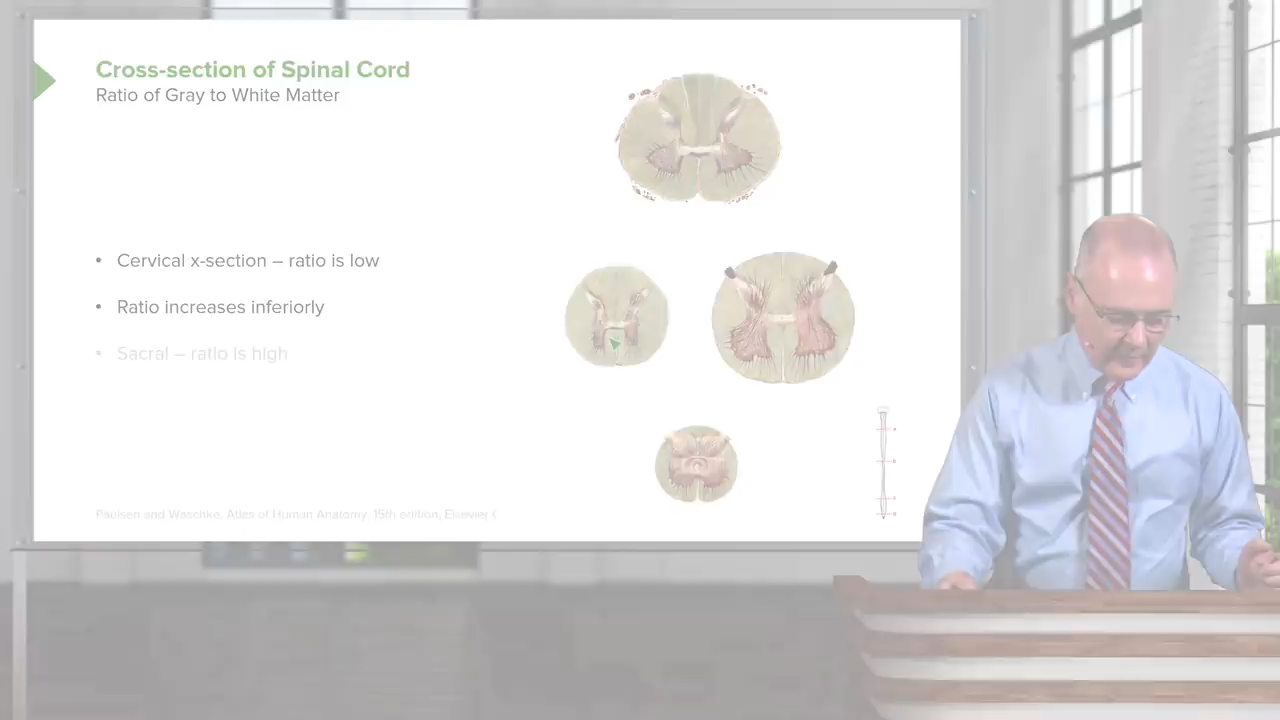 Cross-section of Spinal Cord
Ratio of Gray to White Matter
• Cervical x-section – ratio is low
• Ratio increases inferiorly
• Sacral – ratio is high
Paulsen and Waschke, Atlas of Human Anatomy, 15th edition, Elsevier